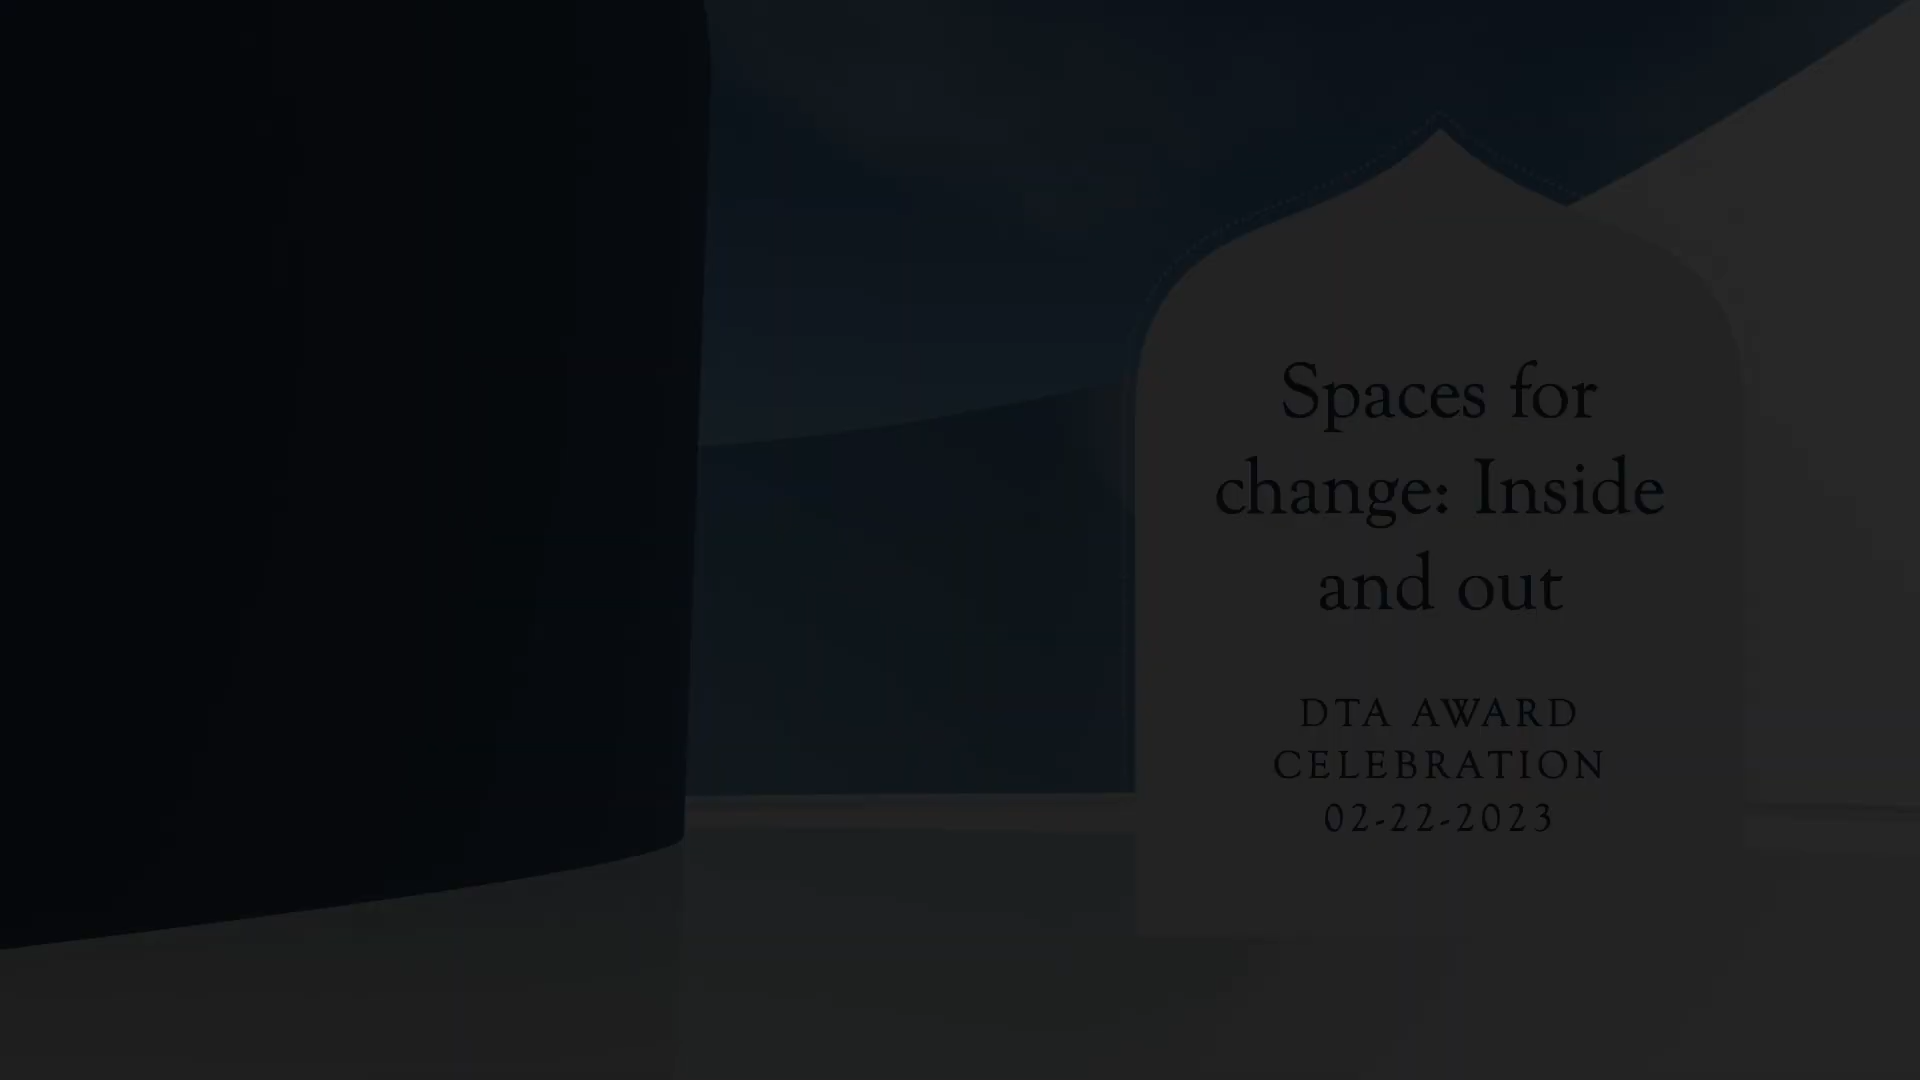 Spaces for
change: Inside
and out
DTA AWARD
CELEBRATION
02-22-2023